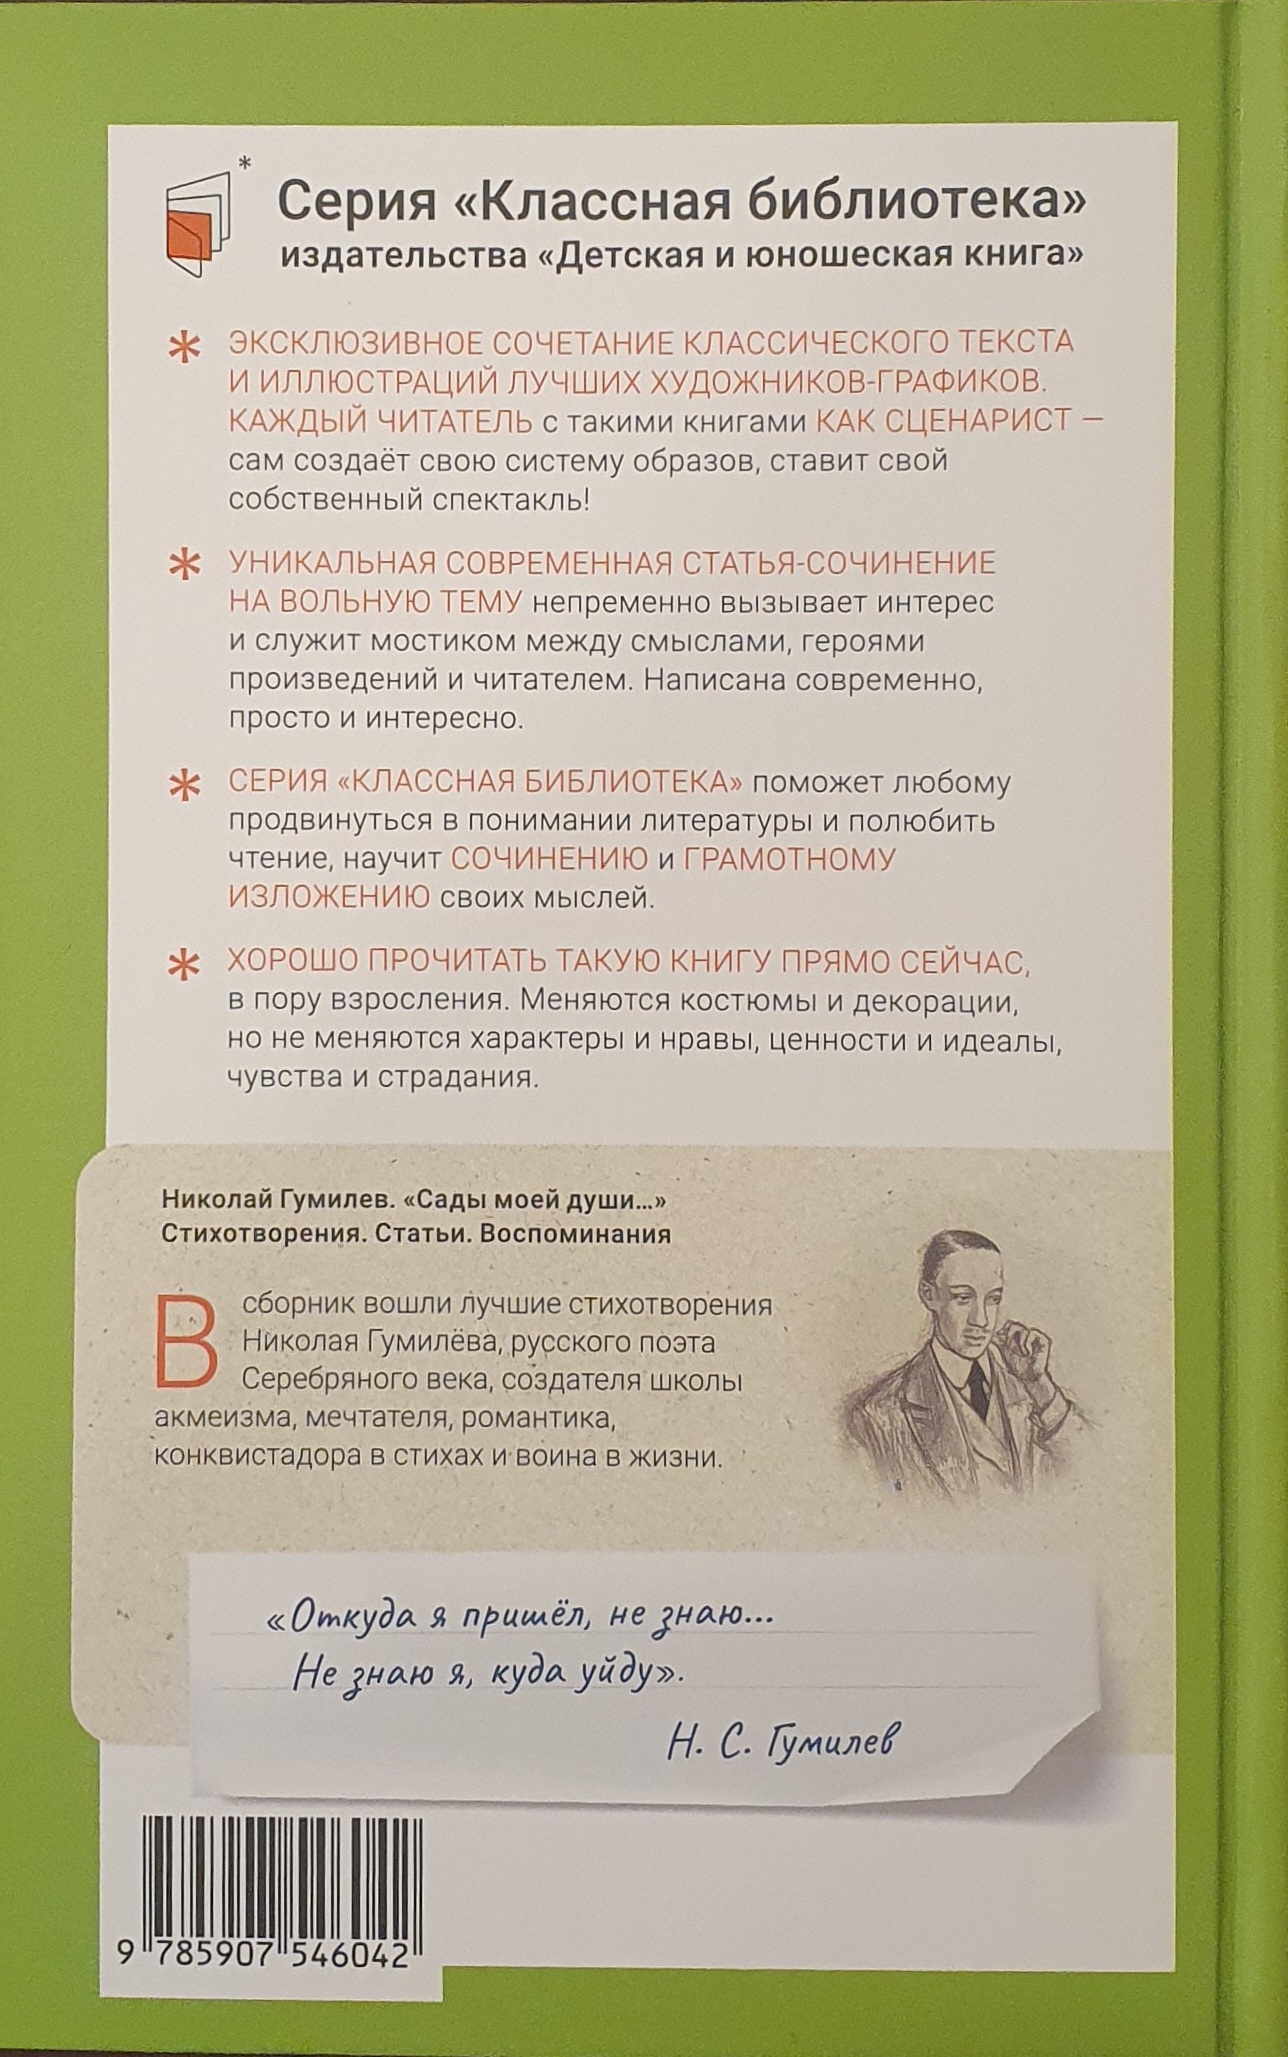 *
Серия «Классная библиотека»
издательства «Детская и юношеская книга»
* ЭКСКЛЮЗИВНОЕ СОЧЕТАНИЕ КЛАССИЧЕСКОГО ТЕКСТА
И ИЛЛЮСТРАЦИЙ ЛУЧШИХ ХУДОЖНИКОВ-ГРАФИКОВ.
КАЖДЫЙ ЧИТАТЕЛЬ с такими книгами КАК СЦЕНАРИСТ —
сам создаёт свою систему образов, ставит свой
собственный спектакль!
* УНИКАЛЬНАЯ СОВРЕМЕННАЯ СТАТЬЯ-СОЧИНЕНИЕ
НА ВОЛЬНУЮ ТЕМУ непременно вызывает интерес
и служит мостиком между смыслами, героями
произведений и читателем. Написана современно,
просто и интересно.
* СЕРИЯ «КЛАССНАЯ БИБЛИОТЕКА» поможет любому
продвинуться в понимании литературы и полюбить
чтение, научит СОЧИНЕНИЮ и ГРАМОТНОМУ
ИЗЛОЖЕНИЮ своих мыслей.
* ХОРОШО ПРОЧИТАТЬ ТАКУЮ КНИГУ ПРЯМО СЕЙЧАС,
в пору взросления. Меняются костюмы и декорации,
но не меняются характеры и нравы, ценности и идеалы,
чувства и страдания.
Николай Гумилев. «Сады моей души...»
Стихотворения. Статьи. Воспоминания
В сборник вошли лучшие стихотворения
Николая Гумилёва, русского поэта
Серебряного века, создателя школы
акмеизма, мечтателя, романтика,
конквистадора в стихах и воина в жизни.
«Откуда я пришёл, не знаю...
Не знаю я, куда уйду».
Н. С. Гумилев
9 785907 546042